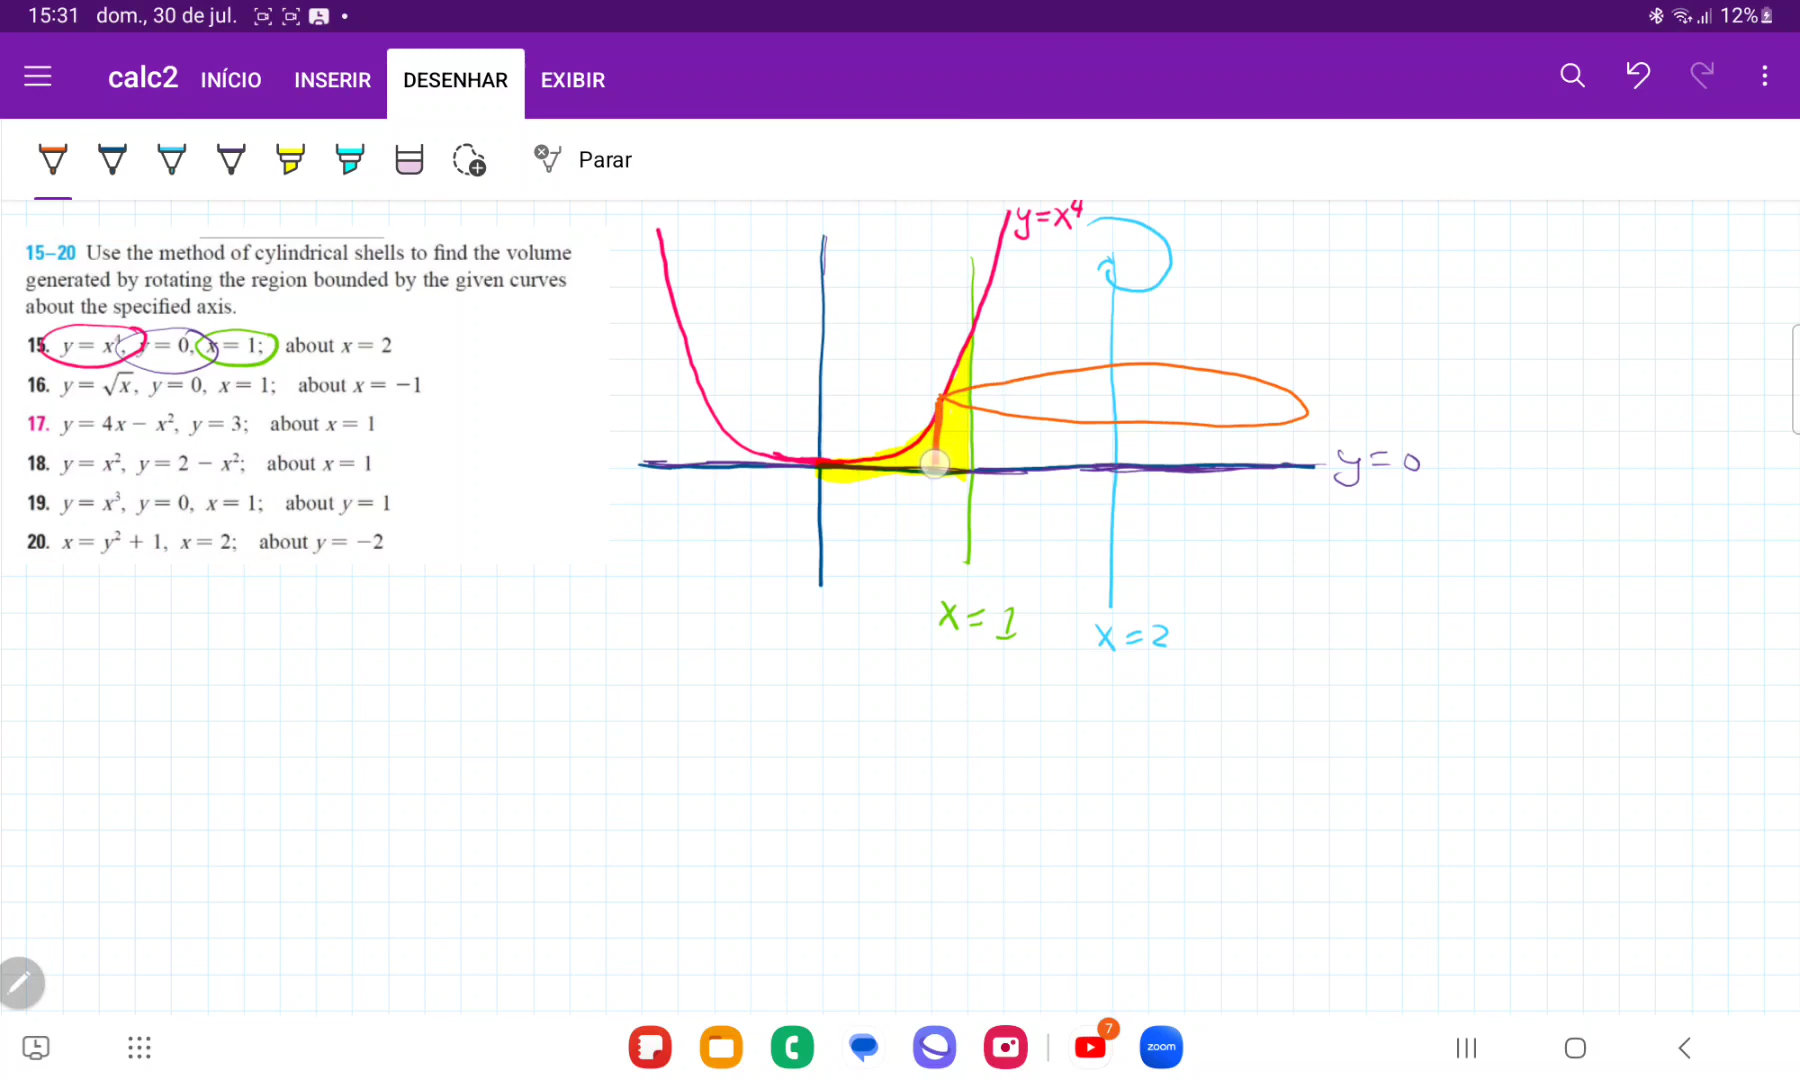 15:31 dom., 30 de jul. 12%
calc2 INÍCIO INSERIR DESENHAR EXIBIR
Parar
y=x⁴
15–20 Use the method of cylindrical shells to find the volume
generated by rotating the region bounded by the given curves
about the specified axis.
15. y = x⁴, y = 0, x = 1; about x = 2
16. y = √x, y = 0, x = 1; about x = −1
17. y = 4x − x², y = 3; about x = 1
18. y = x², y = 2 − x²; about x = 1
19. y = x³, y = 0, x = 1; about y = 1
20. x = y² + 1, x = 2; about y = −2
y = 0
x = 1
x = 2
7
zoom